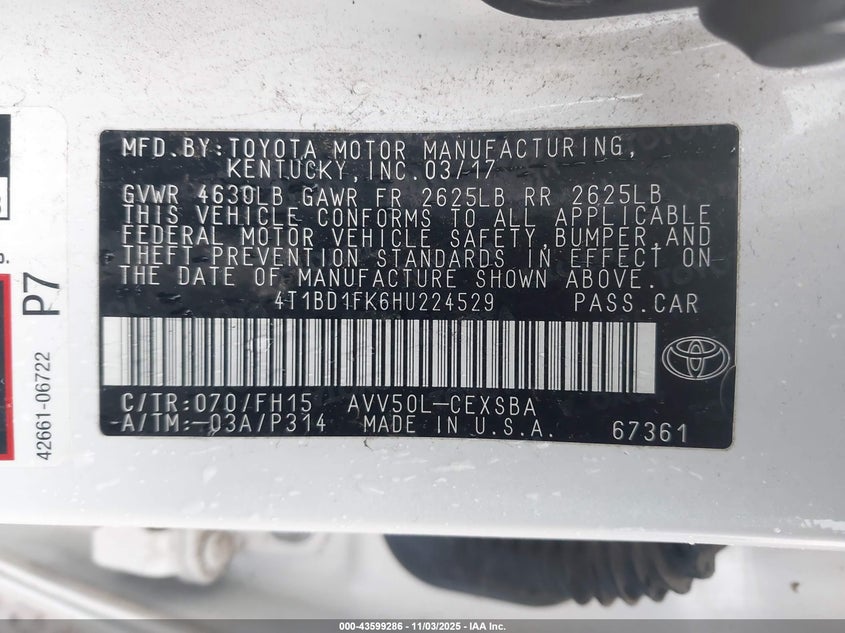 MFD.BY:TOYOTA MOTOR MANUFACTURING,
KENTUCKY,INC.03/17
GVWR 4630LB GAWR FR 2625LB RR 2625LB
THIS VEHICLE CONFORMS TO ALL APPLICABLE
FEDERAL MOTOR VEHICLE SAFETY,BUMPER,AND
THEFT PREVENTION STANDARDS IN EFFECT ON
THE DATE OF MANUFACTURE SHOWN ABOVE.
4T1BD1FK6HU224529 PASS.CAR
C/TR:070/FH15 AVV50L-CEXSBA
-A/TM:-03A/P314 MADE IN U.S.A. 67361
P7
42661-06722
000-43599286 - 11/03/2025 - IAA Inc.